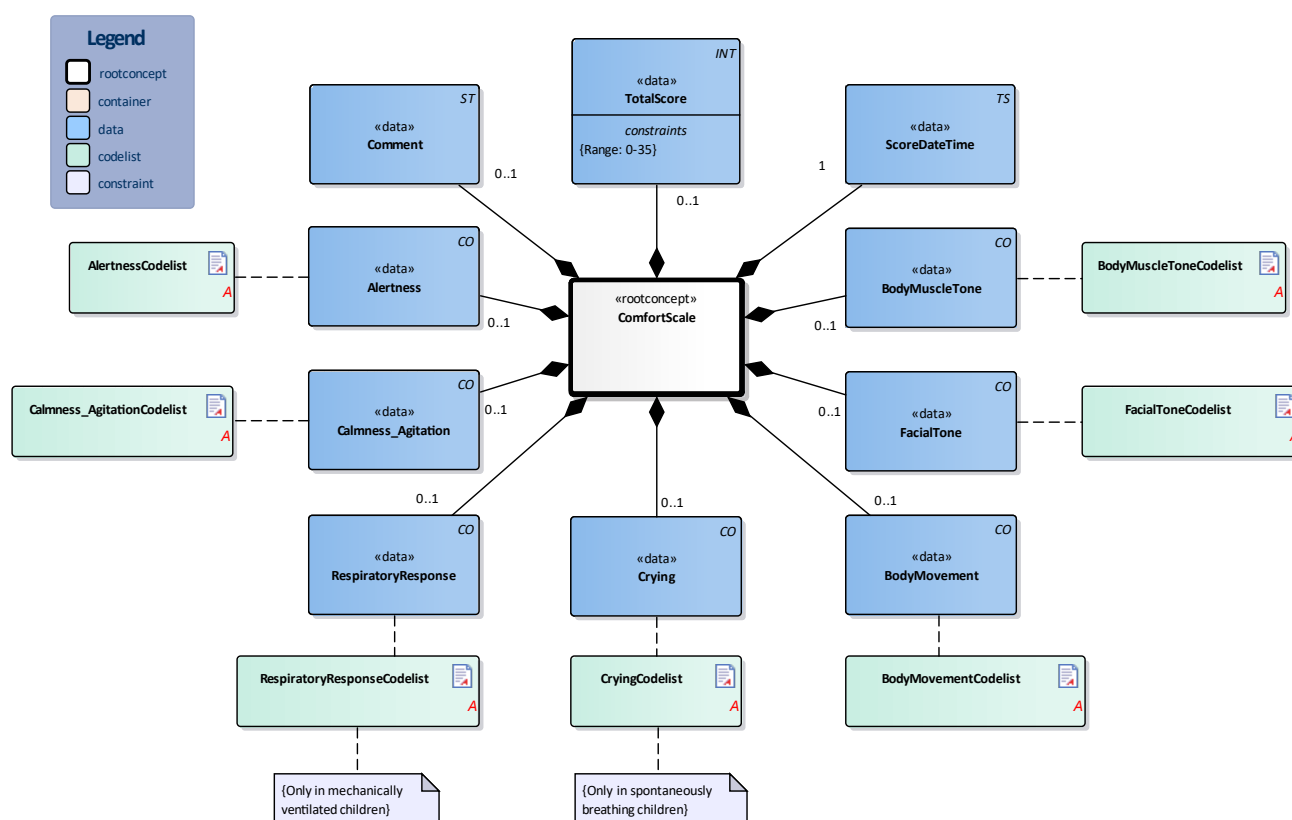 Legend
rootconcept
container
data
codelist
constraint
ST
«data»
Comment
0..1
INT
«data»
TotalScore
constraints
{Range: 0-35}
0..1
TS
«data»
ScoreDateTime
1
AlertnessCodelist
A
CO
«data»
Alertness
0..1
«rootconcept»
ComfortScale
CO
«data»
BodyMuscleTone
0..1
BodyMuscleToneCodelist
A
Calmness_AgitationCodelist
A
CO
«data»
Calmness_Agitation
0..1
CO
«data»
FacialTone
0..1
FacialToneCodelist
A
0..1
CO
«data»
RespiratoryResponse
0..1
CO
«data»
Crying
0..1
CO
«data»
BodyMovement
RespiratoryResponseCodelist
A
CryingCodelist
A
BodyMovementCodelist
A
{Only in mechanically
ventilated children}
{Only in spontaneously
breathing children}